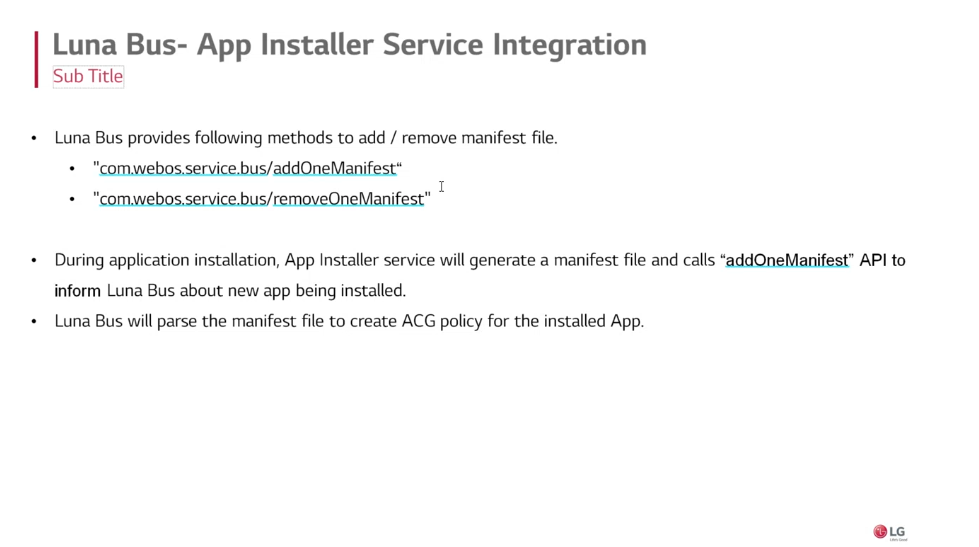 Luna Bus- App Installer Service Integration
Sub Title
• Luna Bus provides following methods to add / remove manifest file.
• "com.webos.service.bus/addOneManifest“
• "com.webos.service.bus/removeOneManifest"
• During application installation, App Installer service will generate a manifest file and calls “addOneManifest” API to
inform Luna Bus about new app being installed.
• Luna Bus will parse the manifest file to create ACG policy for the installed App.
LG